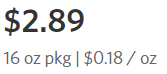 $2.89
16 oz pkg | $0.18 / oz